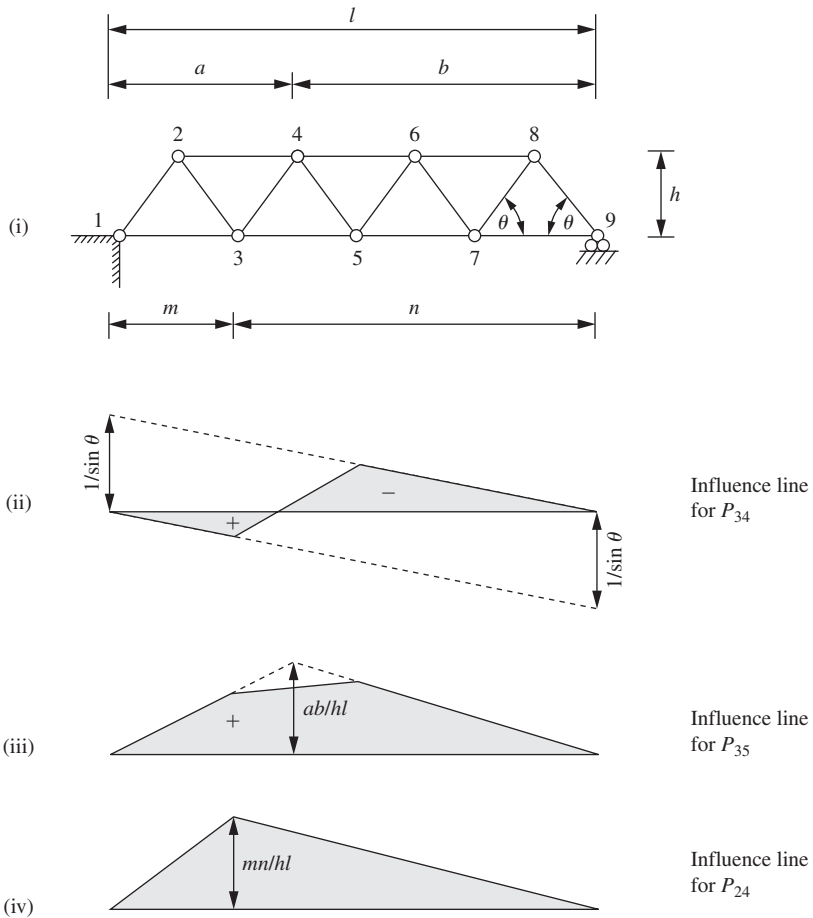 l
a b
2 4 6 8
h
(i) 1 θ θ 9
3 5 7
m n
1/sin θ
(ii) + − Influence line
for P34
1/sin θ
(iii) + ab/hl Influence line
for P35
mn/hl Influence line
(iv) for P24